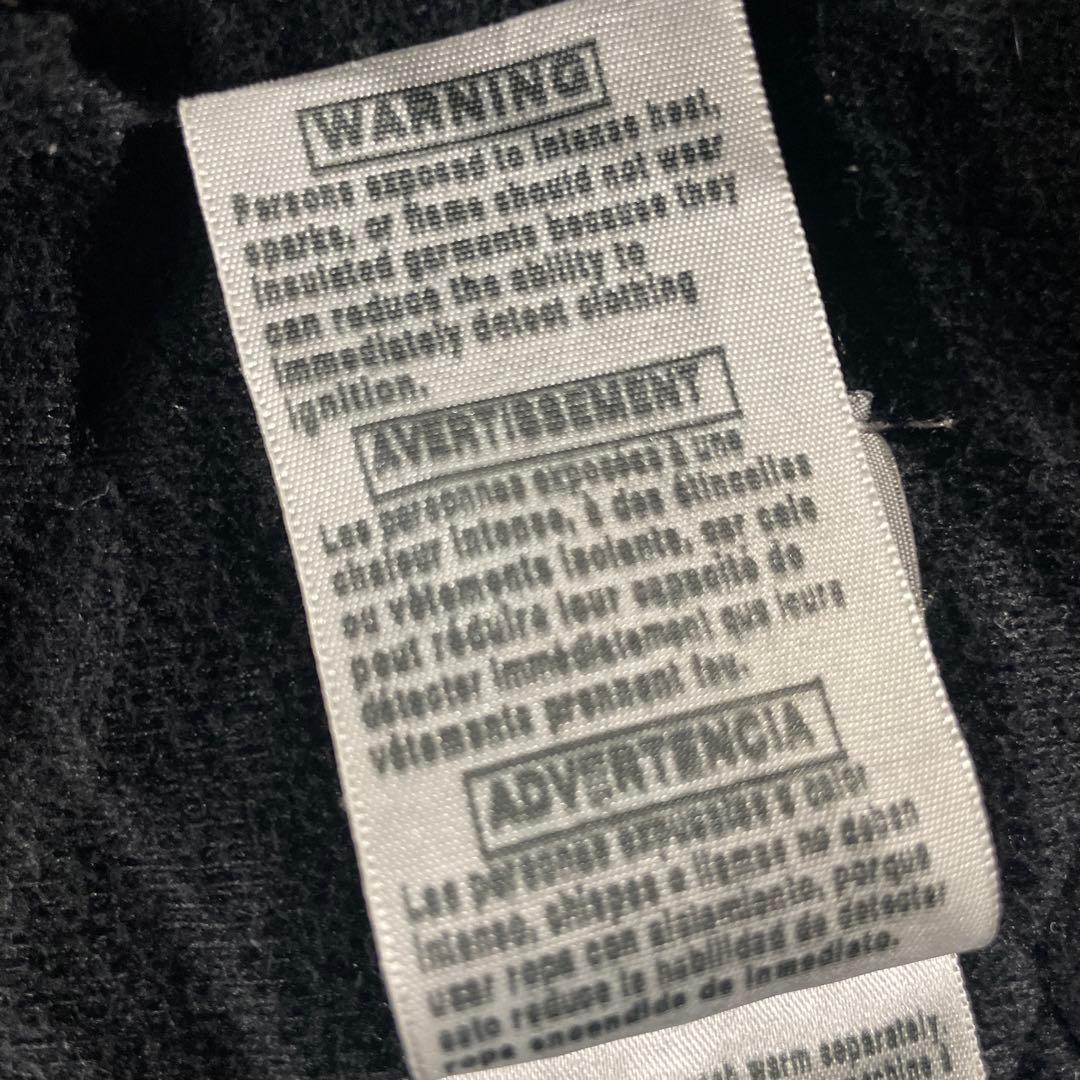 WARNING
Persons exposed to intense heat,
sparks, or flame should not wear
insulated garments because they
can reduce the ability to
immediately detect clothing
ignition.
AVERTISSEMENT
Les personnes exposées à une
chaleur intense, à des étincelles
ou vêtements isolants, car cela
peut réduire leur capacité de
détecter immédiatement que leurs
vêtements prennent feu.
ADVERTENCIA
Las personas expuestas a calor
intenso, chispas o llamas no deben
usar ropa con aislamiento, porque
esto reduce la habilidad de detectar
ropa encendida de inmediato.
warm separately,